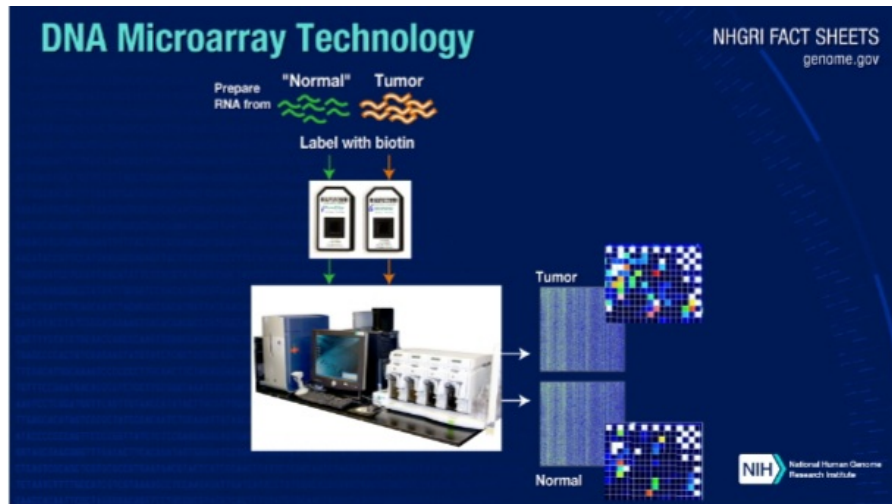 DNA Microarray Technology
NHGRI FACT SHEETS
genome.gov
Prepare
RNA from
"Normal"
Tumor
Label with biotin
Tumor
Normal
NIH
National Human Genome
Research Institute